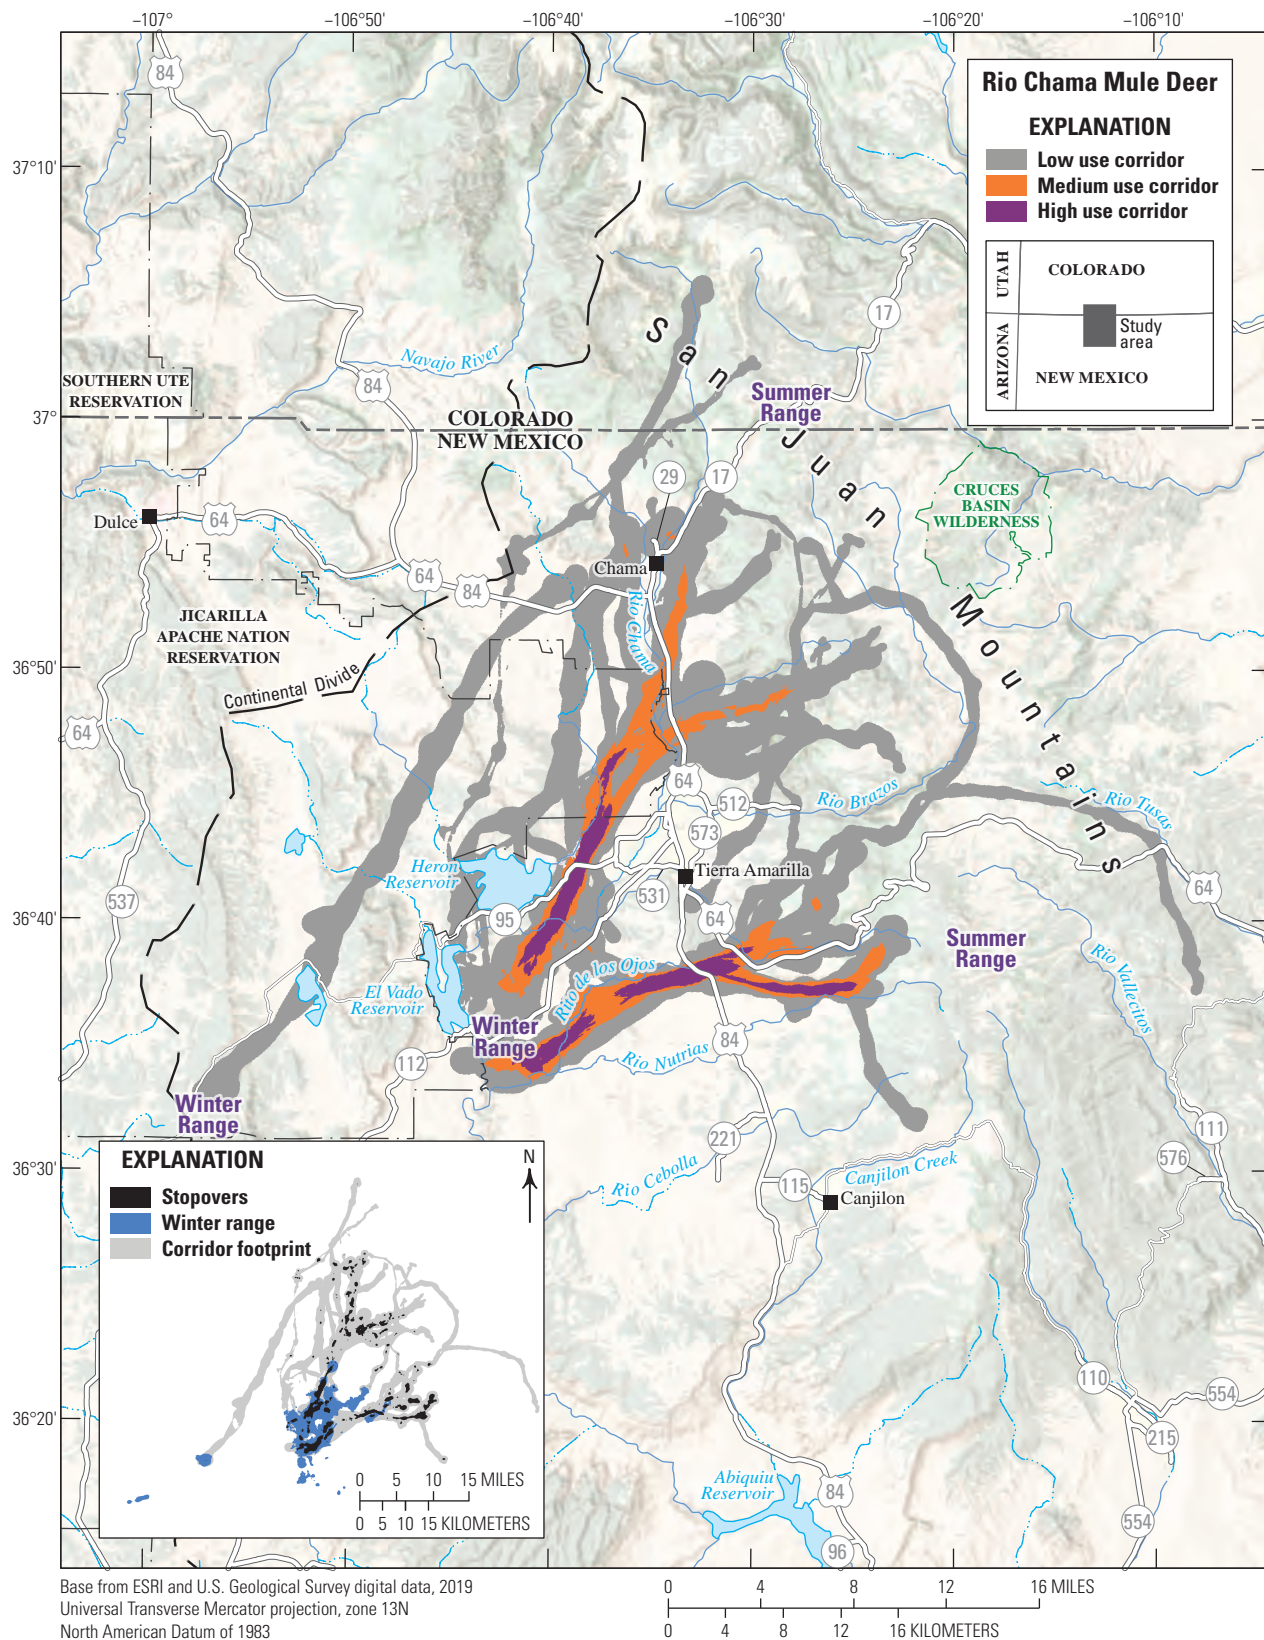 −107°
−106°50'
−106°40'
−106°30'
−106°20'
−106°10'
37°10'
37°
36°50'
36°40'
36°30'
36°20'
Rio Chama Mule Deer
EXPLANATION
Low use corridor
Medium use corridor
High use corridor
UTAH
COLORADO
ARIZONA
Study
area
NEW MEXICO
84
17
Navajo River
San Juan Mountains
SOUTHERN UTE
RESERVATION
84
Summer
Range
COLORADO
NEW MEXICO
29
17
CRUCES
BASIN
WILDERNESS
Dulce
64
Chama
64
84
Rio Chama
JICARILLA
APACHE NATION
RESERVATION
Continental Divide
64
64
512
Rio Brazos
Rio Tusas
573
Heron
Reservoir
Tierra Amarilla
531
64
537
95
64
Summer
Range
Rio Vallecitos
Rito de los Ojos
El Vado
Reservoir
Winter
Range
84
Rio Nutrias
112
Winter
Range
221
111
576
Rio Cebolla
115
Canjilon Creek
Canjilon
EXPLANATION
Stopovers
Winter range
Corridor footprint
N
0 5 10 15 MILES
0 5 10 15 KILOMETERS
110
554
215
Abiquiu
Reservoir
84
554
96
Base from ESRI and U.S. Geological Survey digital data, 2019
Universal Transverse Mercator projection, zone 13N
North American Datum of 1983
0 4 8 12 16 MILES
0 4 8 12 16 KILOMETERS